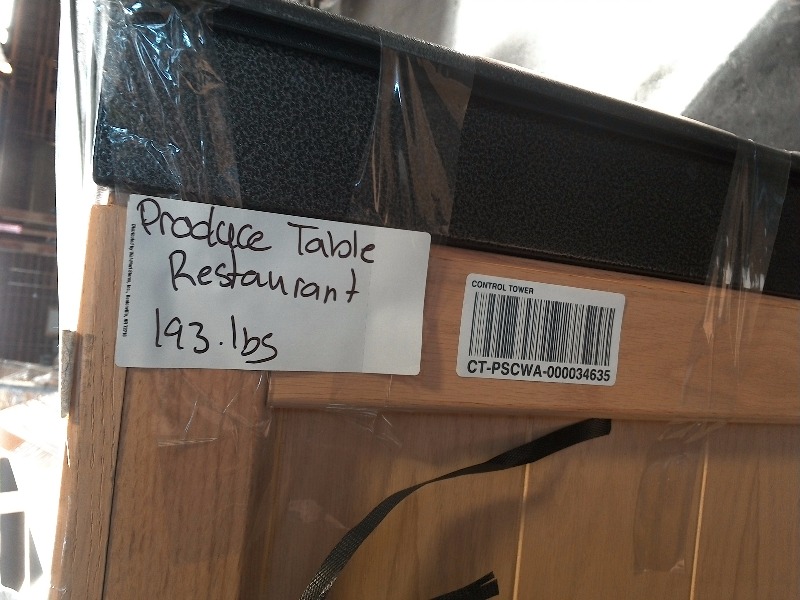 Produce Table
Restaurant
193.lbs
CONTROL TOWER
CT-PSCWA-000034635